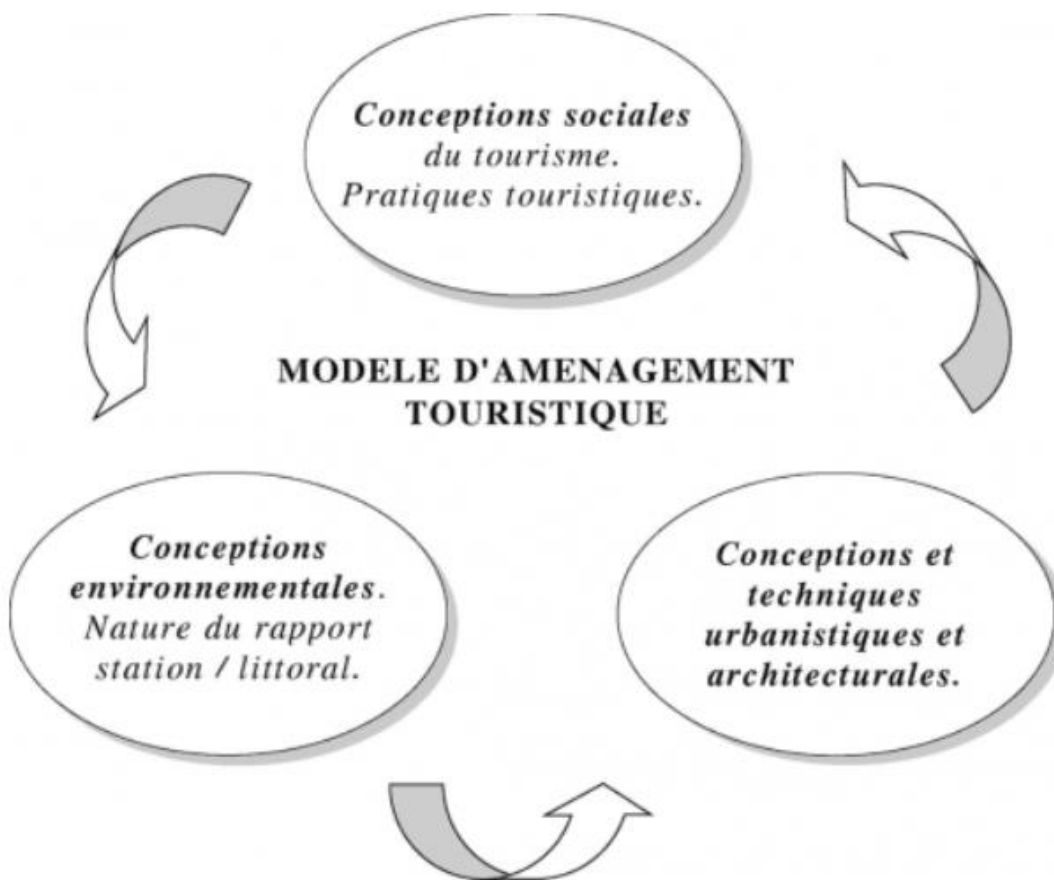 Conceptions sociales
du tourisme.
Pratiques touristiques.
MODELE D'AMENAGEMENT
TOURISTIQUE
Conceptions
environnementales.
Nature du rapport
station / littoral.
Conceptions et
techniques
urbanistiques et
architecturales.